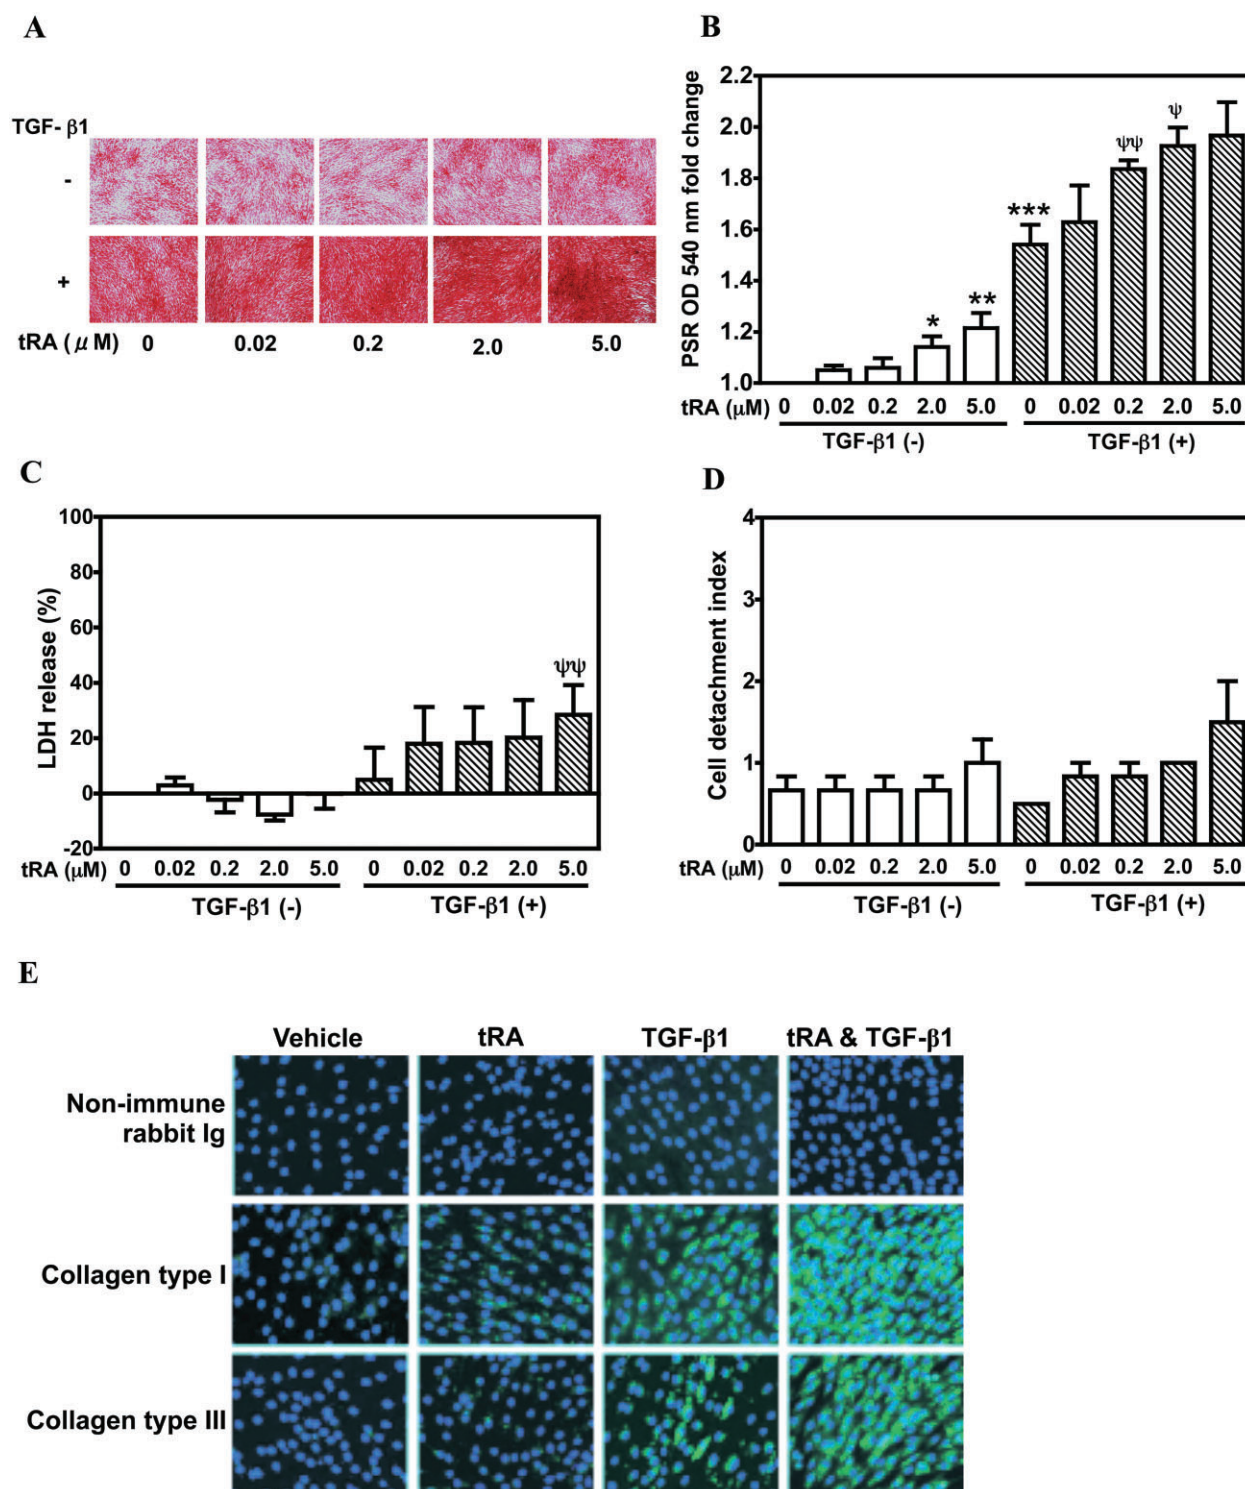 A
TGF- β1
-
+
tRA ( μ M) 0 0.02 0.2 2.0 5.0
B
PSR OD 540 nm fold change
2.2
2.0
1.8
1.6
1.4
1.2
1.0
* ** *** ψψ ψ
tRA (μM) 0 0.02 0.2 2.0 5.0 0 0.02 0.2 2.0 5.0
TGF-β1 (-) TGF-β1 (+)
C
LDH release (%)
100
80
60
40
20
0
-20
ψψ
tRA (μM) 0 0.02 0.2 2.0 5.0 0 0.02 0.2 2.0 5.0
TGF-β1 (-) TGF-β1 (+)
D
Cell detachment index
4
3
2
1
0
tRA (μM) 0 0.02 0.2 2.0 5.0 0 0.02 0.2 2.0 5.0
TGF-β1 (-) TGF-β1 (+)
E
Vehicle tRA TGF-β1 tRA & TGF-β1
Non-immune
rabbit Ig
Collagen type I
Collagen type III